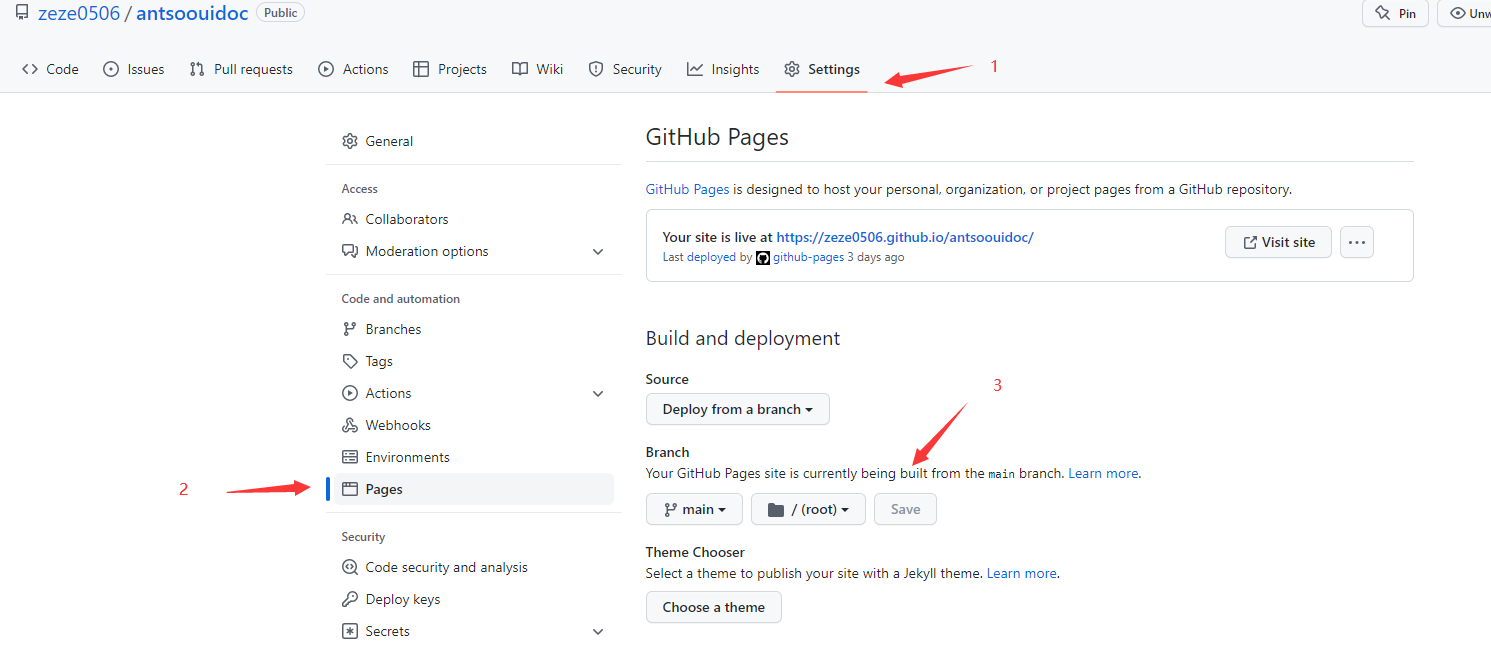 zeze0506 / antsoouidoc Public
Pin Unw
Code Issues Pull requests Actions Projects Wiki Security Insights Settings 1
General
Access
Collaborators
Moderation options
Code and automation
Branches
Tags
Actions
Webhooks
Environments
2 Pages
Security
Code security and analysis
Deploy keys
Secrets
GitHub Pages
GitHub Pages is designed to host your personal, organization, or project pages from a GitHub repository.
Your site is live at https://zeze0506.github.io/antsoouidoc/
Last deployed by github-pages 3 days ago
Visit site
Build and deployment
Source
3
Deploy from a branch
Branch
Your GitHub Pages site is currently being built from the main branch. Learn more.
main / (root) Save
Theme Chooser
Select a theme to publish your site with a Jekyll theme. Learn more.
Choose a theme